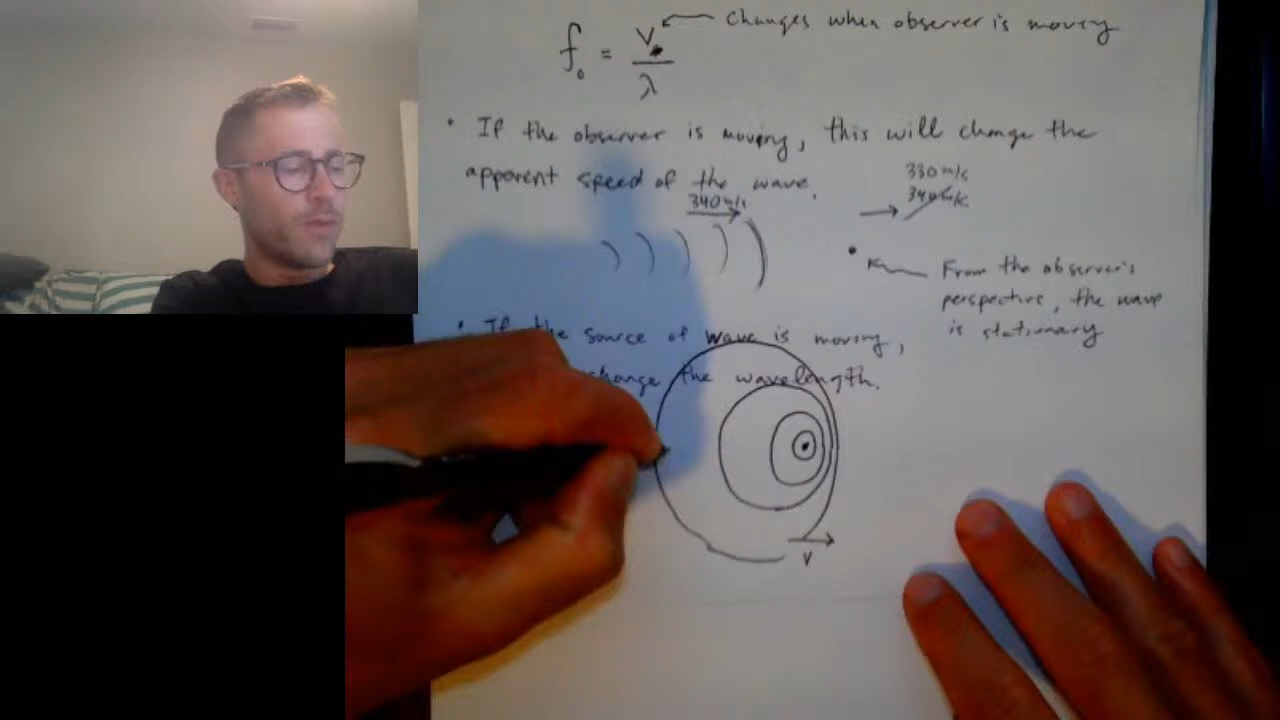 f₀ = v / λ ← Changes when observer is moving
• If the observer is moving, this will change the
apparent speed of the wave.
340 m/s
330 m/s
340 m/s
From the observer's
perspective, the wave
is stationary
• If the source of wave is moving,
change the wavelength.
v